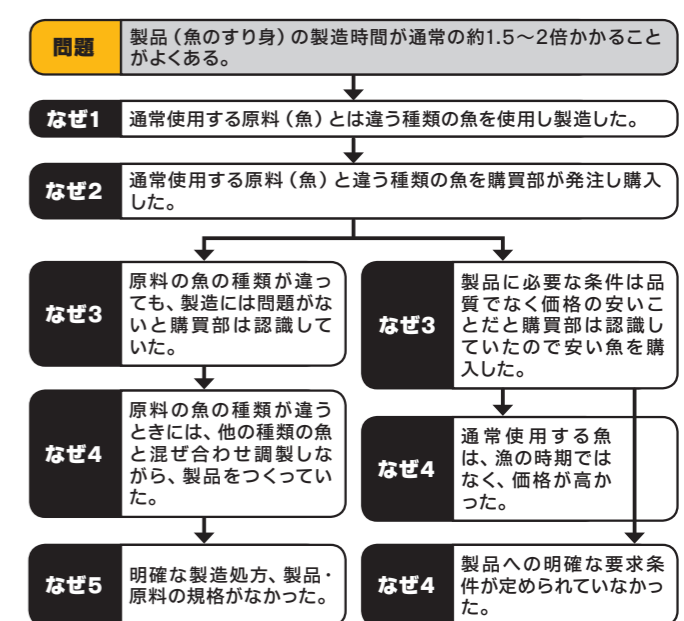 問題
製品（魚のすり身）の製造時間が通常の約1.5～2倍かかること
がよくある。
なぜ1
通常使用する原料（魚）とは違う種類の魚を使用し製造した。
なぜ2
通常使用する原料（魚）と違う種類の魚を購買部が発注し購入
した。
なぜ3
原料の魚の種類が違っ
ても、製造には問題がな
いと購買部は認識して
いた。
なぜ3
製品に必要な条件は品
質でなく価格の安いこ
とだと購買部は認識し
ていたので安い魚を購
入した。
なぜ4
原料の魚の種類が違う
ときには、他の種類の魚
と混ぜ合わせ調製しな
がら、製品をつくってい
た。
なぜ4
通常使用する魚
は、漁の時期では
なく、価格が高か
った。
なぜ5
明確な製造処方、製品・
原料の規格がなかった。
なぜ4
製品への明確な要求条
件が定められていなかっ
た。